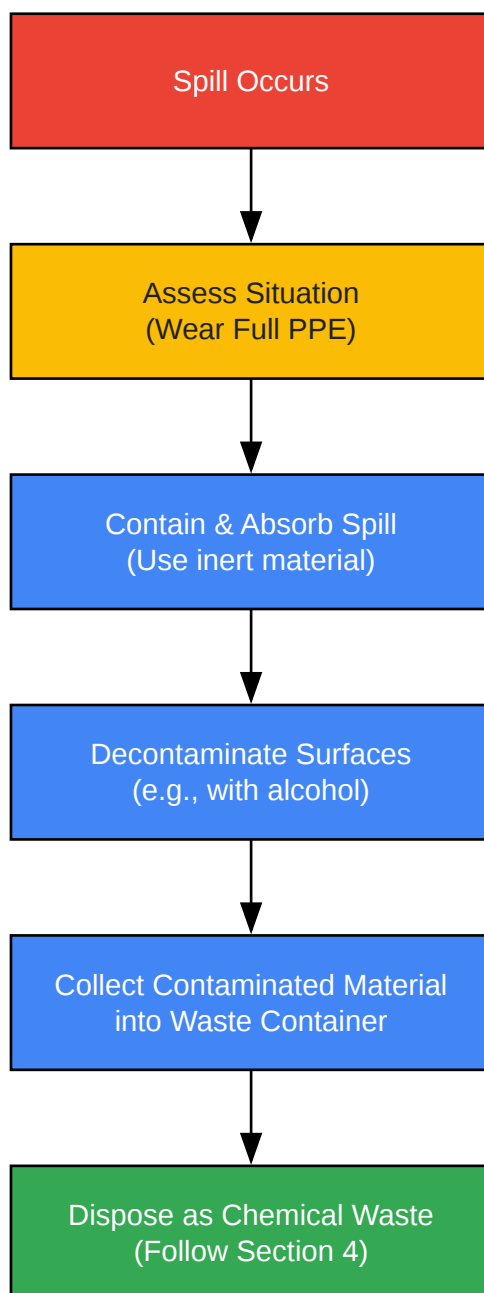 Spill Occurs
Assess Situation
(Wear Full PPE)
Contain & Absorb Spill
(Use inert material)
Decontaminate Surfaces
(e.g., with alcohol)
Collect Contaminated Material
into Waste Container
Dispose as Chemical Waste
(Follow Section 4)